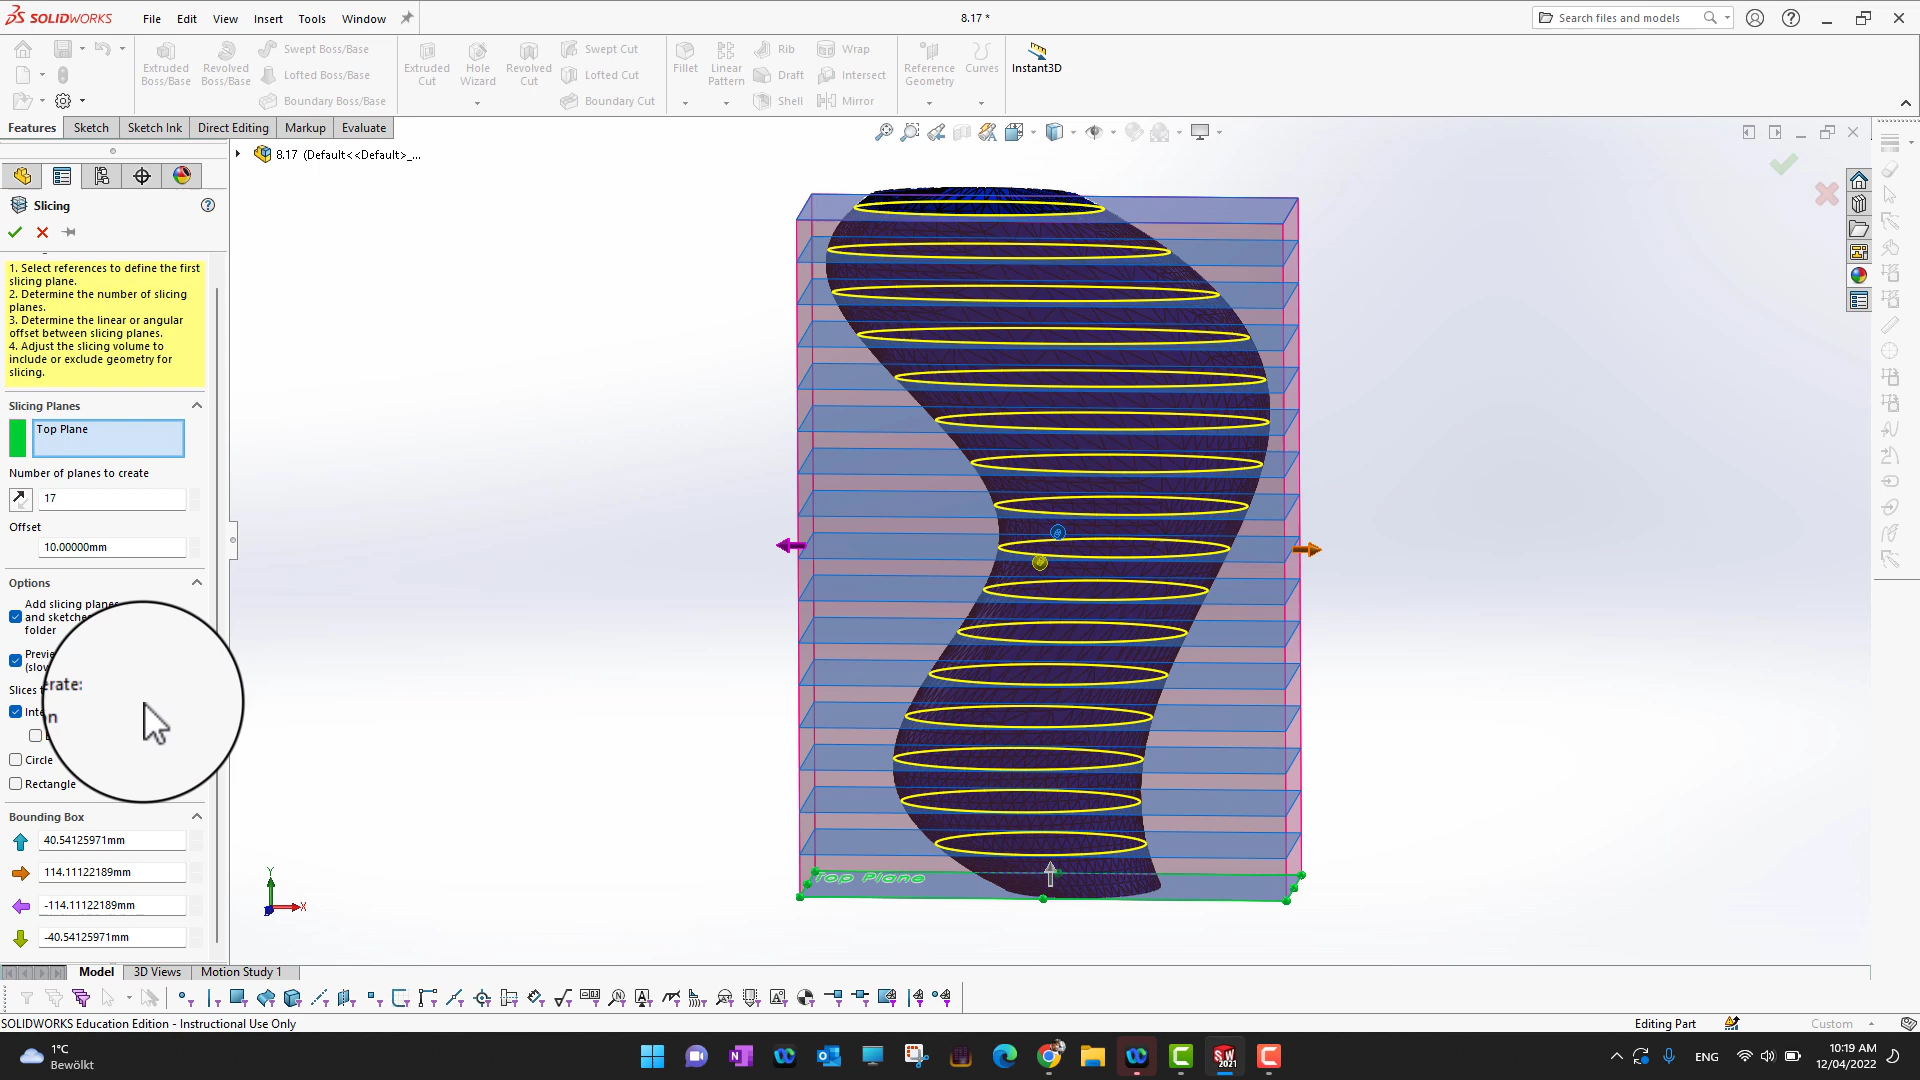 SOLIDWORKS
File Edit View Insert Tools Window
8.17 *
Search files and models
Extruded Boss/Base
Revolved Boss/Base
Swept Boss/Base
Lofted Boss/Base
Boundary Boss/Base
Extruded Cut
Hole Wizard
Revolved Cut
Swept Cut
Lofted Cut
Boundary Cut
Fillet
Linear Pattern
Rib
Draft
Shell
Wrap
Intersect
Mirror
Reference Geometry
Curves
Instant3D
Features Sketch Sketch Ink Direct Editing Markup Evaluate
8.17 (Default<<Default>_...
Slicing
1. Select references to define the first
slicing plane.
2. Determine the number of slicing
planes.
3. Determine the linear or angular
offset between slicing planes.
4. Adjust the slicing volume to
include or exclude geometry for
slicing.
Slicing Planes
Top Plane
Number of planes to create
17
Offset
10.00000mm
Options
Add slicing plane
and sketche
folder
Previe
(slow
Slices
erate:
Inte
n
Circle
Rectangle
Bounding Box
40.54125971mm
114.11122189mm
-114.11122189mm
-40.54125971mm
Top Plane
Y
X
Model 3D Views Motion Study 1
SOLIDWORKS Education Edition - Instructional Use Only
Editing Part
Custom
1°C
Bewölkt
SW
2021
ENG
10:19 AM
12/04/2022